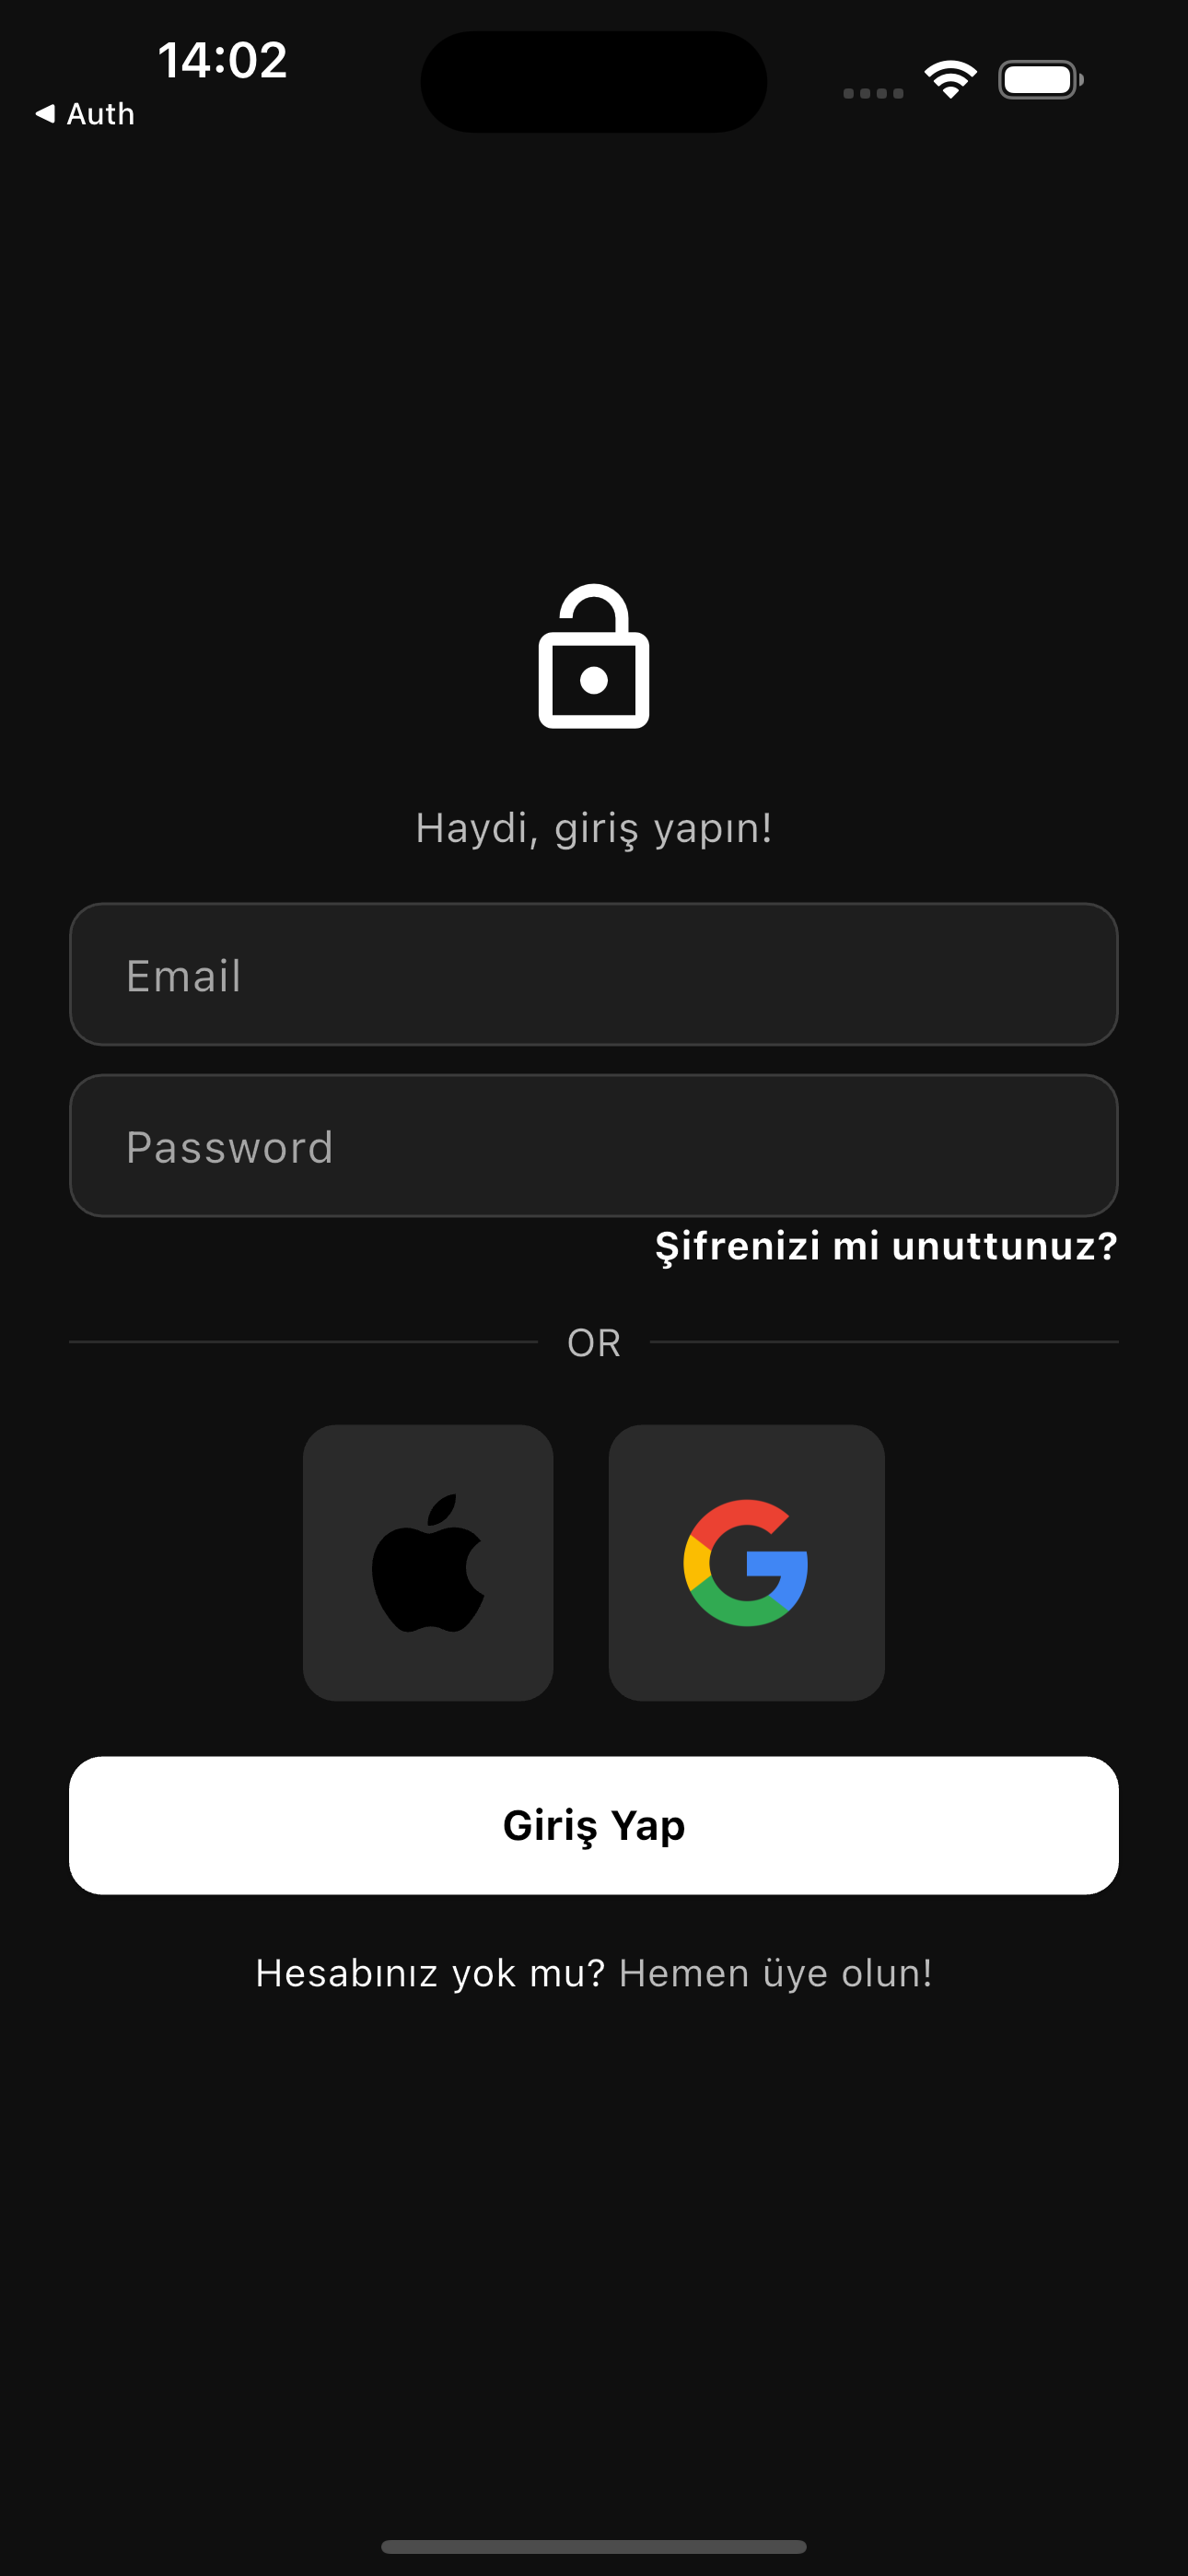 14:02
Auth
Haydi, giriş yapın!
Email
Password
Şifrenizi mi unuttunuz?
OR
Giriş Yap
Hesabınız yok mu? Hemen üye olun!